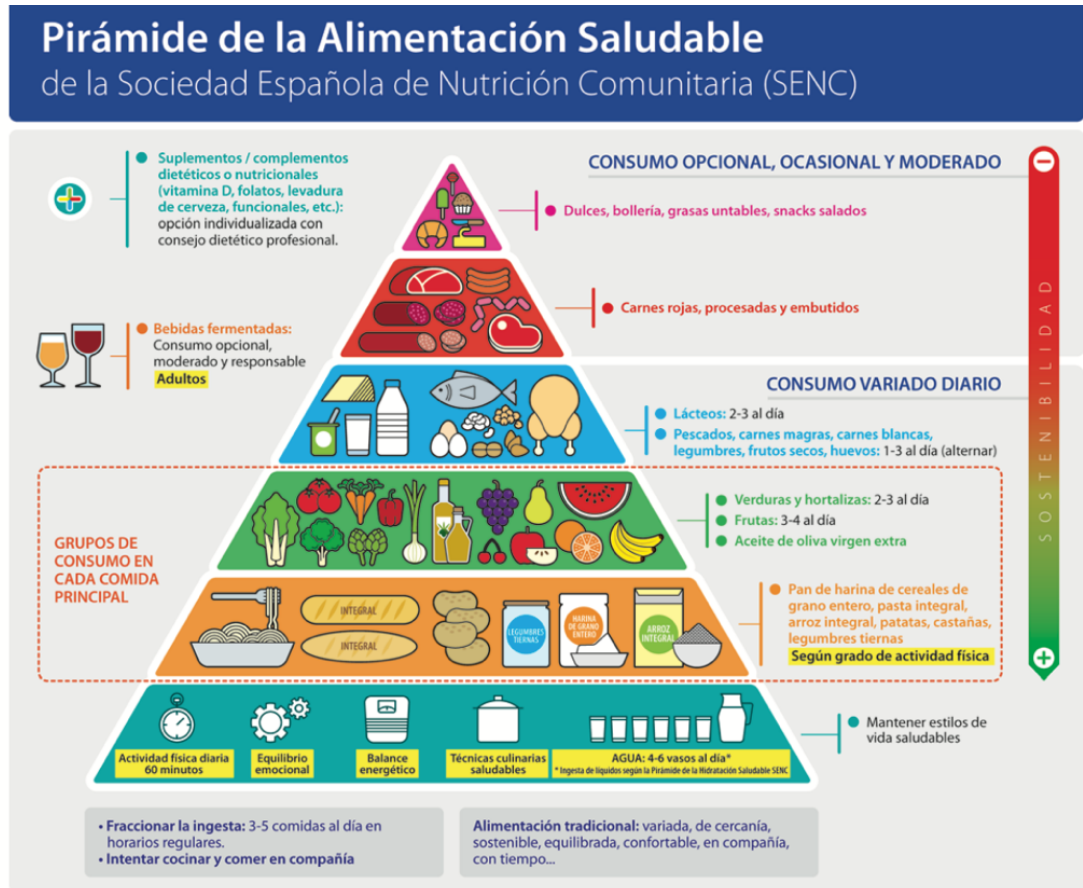 Pirámide de la Alimentación Saludable
de la Sociedad Española de Nutrición Comunitaria (SENC)
Suplementos / complementos
dietéticos o nutricionales
(vitamina D, folatos, levadura
de cerveza, funcionales, etc.):
opción individualizada con
consejo dietético profesional.
CONSUMO OPCIONAL, OCASIONAL Y MODERADO
Dulces, bollería, grasas untables, snacks salados
Carnes rojas, procesadas y embutidos
Bebidas fermentadas:
Consumo opcional,
moderado y responsable
Adultos
CONSUMO VARIADO DIARIO
Lácteos: 2-3 al día
Pescados, carnes magras, carnes blancas,
legumbres, frutos secos, huevos: 1-3 al día (alternar)
Verduras y hortalizas: 2-3 al día
Frutas: 3-4 al día
Aceite de oliva virgen extra
GRUPOS DE
CONSUMO EN
CADA COMIDA
PRINCIPAL
INTEGRAL
INTEGRAL
LEGUMBRES
TIERNAS
HARINA
DE GRANO
ENTERO
ARROZ
INTEGRAL
Pan de harina de cereales de
grano entero, pasta integral,
arroz integral, patatas, castañas,
legumbres tiernas
Según grado de actividad física
SOSTENIBILIDAD
Actividad física diaria
60 minutos
Equilibrio
emocional
Balance
energético
Técnicas culinarias
saludables
AGUA: 4-6 vasos al día*
* Ingesta de líquidos según la Pirámide de la Hidratación Saludable SENC
Mantener estilos de
vida saludables
• Fraccionar la ingesta: 3-5 comidas al día en
horarios regulares.
• Intentar cocinar y comer en compañía
Alimentación tradicional: variada, de cercanía,
sostenible, equilibrada, confortable, en compañía,
con tiempo...